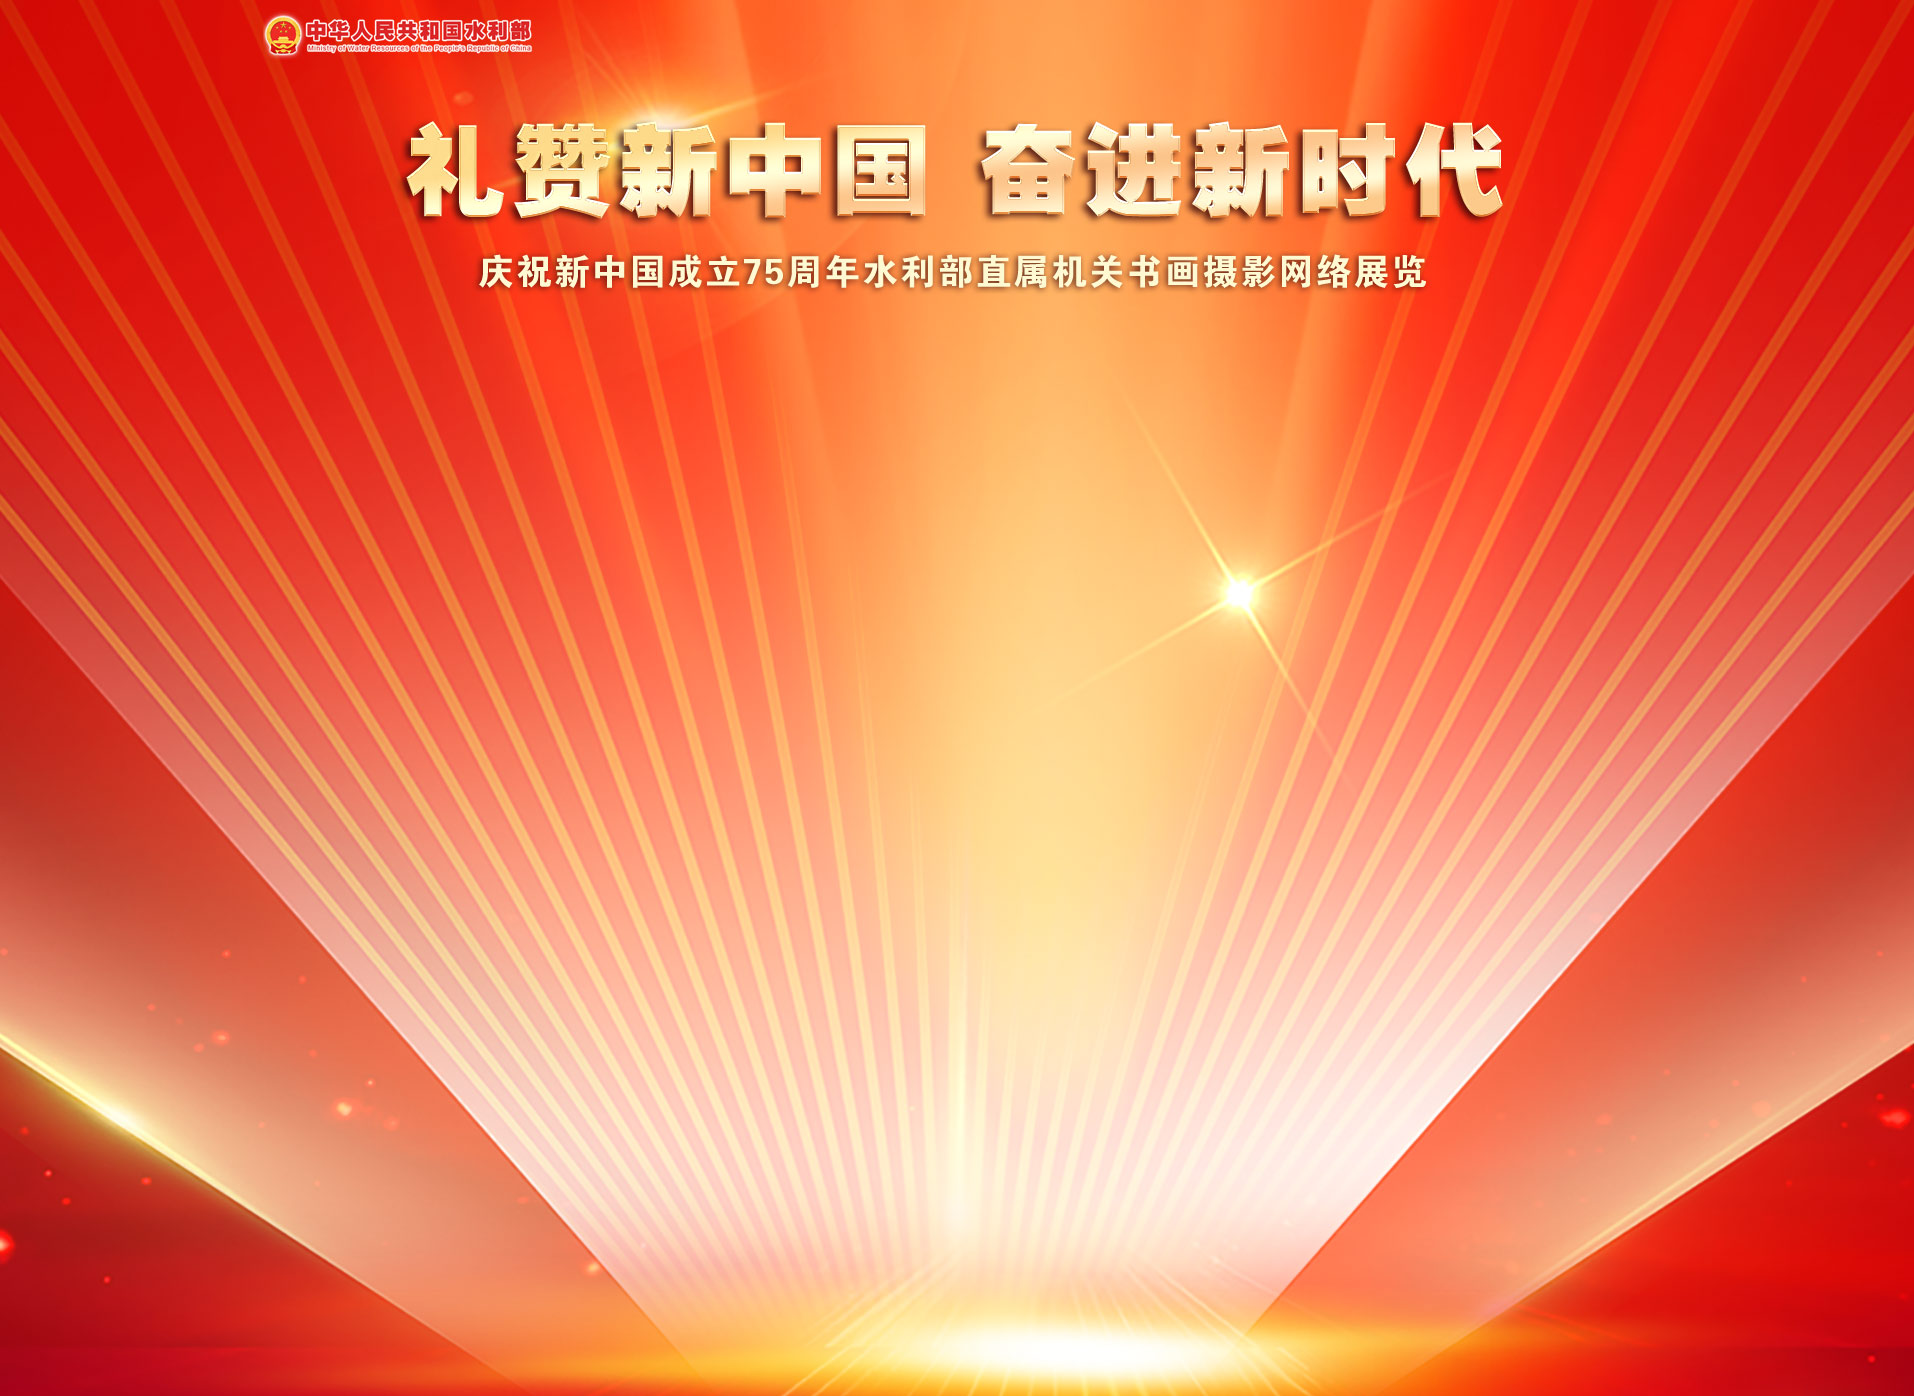 中华人民共和国水利部
Ministry of Water Resources of the People's Republic of China
礼赞新中国 奋进新时代
庆祝新中国成立75周年水利部直属机关书画摄影网络展览